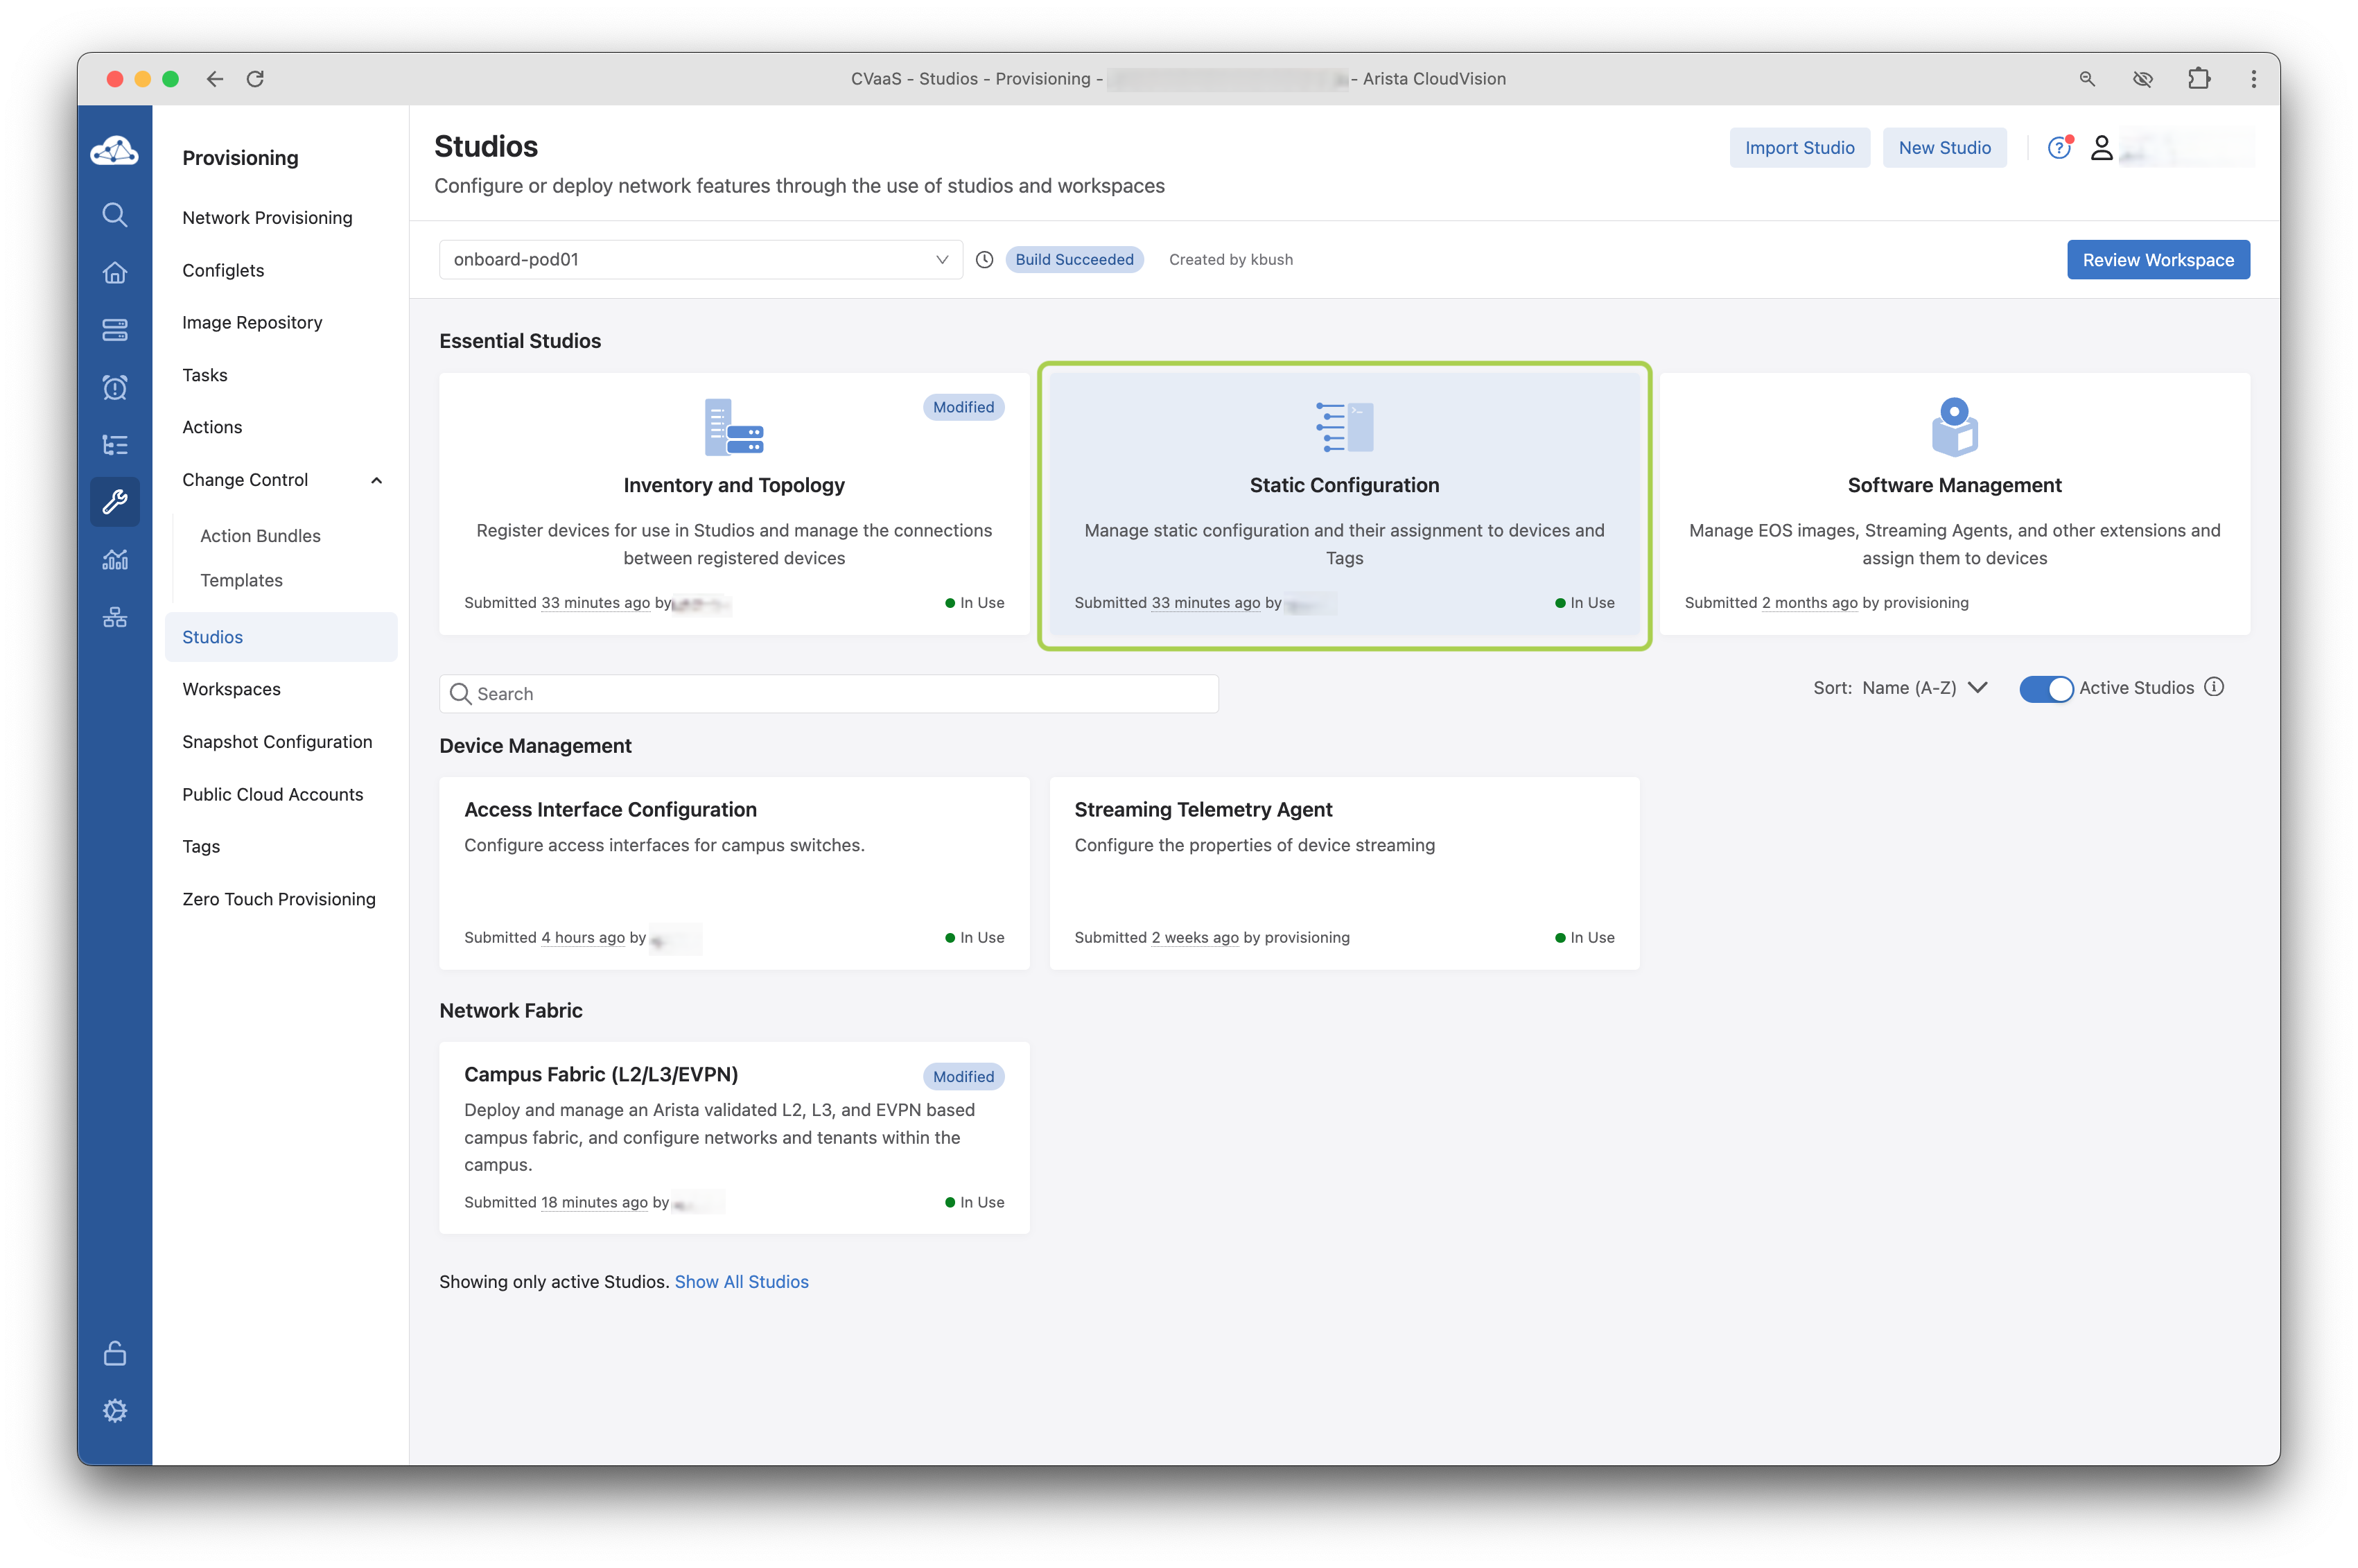 CVaaS - Studios - Provisioning - - Arista CloudVision
Provisioning
Network Provisioning
Configlets
Image Repository
Tasks
Actions
Change Control
Action Bundles
Templates
Studios
Workspaces
Snapshot Configuration
Public Cloud Accounts
Tags
Zero Touch Provisioning
Studios
Configure or deploy network features through the use of studios and workspaces
Import Studio
New Studio
onboard-pod01
Build Succeeded
Created by kbush
Review Workspace
Essential Studios
Modified
Inventory and Topology
Register devices for use in Studios and manage the connections
between registered devices
Submitted 33 minutes ago by
In Use
Static Configuration
Manage static configuration and their assignment to devices and
Tags
Submitted 33 minutes ago by
In Use
Software Management
Manage EOS images, Streaming Agents, and other extensions and
assign them to devices
Submitted 2 months ago by provisioning
Search
Sort: Name (A-Z)
Active Studios
Device Management
Access Interface Configuration
Configure access interfaces for campus switches.
Submitted 4 hours ago by
In Use
Streaming Telemetry Agent
Configure the properties of device streaming
Submitted 2 weeks ago by provisioning
In Use
Network Fabric
Campus Fabric (L2/L3/EVPN)
Modified
Deploy and manage an Arista validated L2, L3, and EVPN based
campus fabric, and configure networks and tenants within the
campus.
Submitted 18 minutes ago by
In Use
Showing only active Studios. Show All Studios